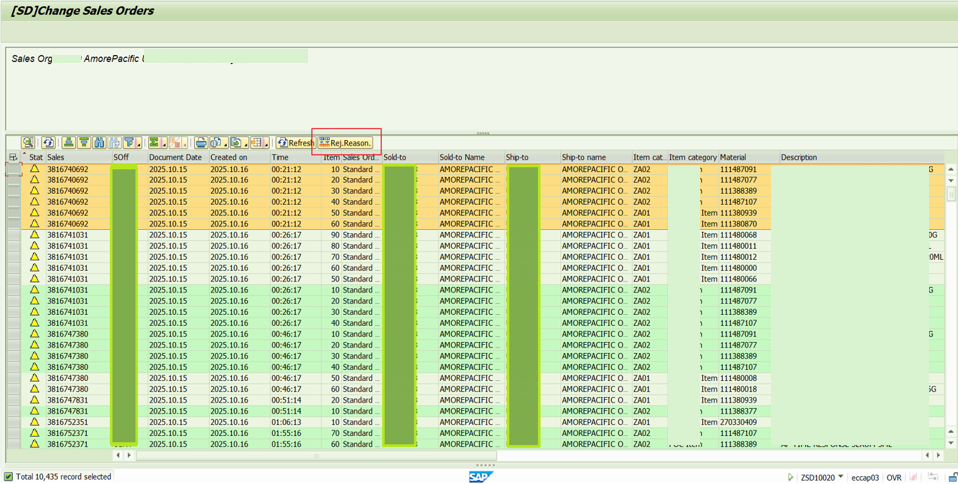 [SD]Change Sales Orders
Sales Org AmorePacific U
Refresh Rej.Reason.
Stat Sales SOff Document Date Created on Time Item Sales Ord... Sold-to Sold-to Name Ship-to Ship-to name Item cat... Item category Material Description
3816740692 2025.10.15 2025.10.16 00:21:12 10 Standard ... AMOREPACIFIC ... AMOREPACIFIC O... ZA02 111487091 G
3816740692 2025.10.15 2025.10.16 00:21:12 20 Standard ... AMOREPACIFIC ... AMOREPACIFIC O... ZA02 111487077
3816740692 2025.10.15 2025.10.16 00:21:12 30 Standard ... AMOREPACIFIC ... AMOREPACIFIC O... ZA02 111388389
3816740692 2025.10.15 2025.10.16 00:21:12 40 Standard ... AMOREPACIFIC ... AMOREPACIFIC O... ZA02 111487107
3816740692 2025.10.15 2025.10.16 00:21:12 50 Standard ... AMOREPACIFIC ... AMOREPACIFIC O... ZA01 Item 111380939
3816740692 2025.10.15 2025.10.16 00:21:12 60 Standard ... AMOREPACIFIC ... AMOREPACIFIC O... ZA01 Item 111380870
3816741031 2025.10.15 2025.10.16 00:26:17 90 Standard ... AMOREPACIFIC ... AMOREPACIFIC O... ZA01 Item 111480068 0G
3816741031 2025.10.15 2025.10.16 00:26:17 80 Standard ... AMOREPACIFIC ... AMOREPACIFIC O... ZA01 Item 111480011
3816741031 2025.10.15 2025.10.16 00:26:17 70 Standard ... AMOREPACIFIC ... AMOREPACIFIC O... ZA01 Item 111480012 0ML
3816741031 2025.10.15 2025.10.16 00:26:17 60 Standard ... AMOREPACIFIC ... AMOREPACIFIC O... ZA01 Item 111480000
3816741031 2025.10.15 2025.10.16 00:26:17 50 Standard ... AMOREPACIFIC ... AMOREPACIFIC O... ZA01 Item 111480066
3816741031 2025.10.15 2025.10.16 00:26:17 10 Standard ... AMOREPACIFIC ... AMOREPACIFIC O... ZA02 111487091 G
3816741031 2025.10.15 2025.10.16 00:26:17 20 Standard ... AMOREPACIFIC ... AMOREPACIFIC O... ZA02 111487077
3816741031 2025.10.15 2025.10.16 00:26:17 30 Standard ... AMOREPACIFIC ... AMOREPACIFIC O... ZA02 111388389
3816741031 2025.10.15 2025.10.16 00:26:17 40 Standard ... AMOREPACIFIC ... AMOREPACIFIC O... ZA02 111487107
3816747380 2025.10.15 2025.10.16 00:46:17 10 Standard ... AMOREPACIFIC ... AMOREPACIFIC O... ZA02 111487091 G
3816747380 2025.10.15 2025.10.16 00:46:17 20 Standard ... AMOREPACIFIC ... AMOREPACIFIC O... ZA02 111487077
3816747380 2025.10.15 2025.10.16 00:46:17 30 Standard ... AMOREPACIFIC ... AMOREPACIFIC O... ZA02 111388389
3816747380 2025.10.15 2025.10.16 00:46:17 40 Standard ... AMOREPACIFIC ... AMOREPACIFIC O... ZA02 111487107
3816747380 2025.10.15 2025.10.16 00:46:17 50 Standard ... AMOREPACIFIC ... AMOREPACIFIC O... ZA01 Item 111480008
3816747380 2025.10.15 2025.10.16 00:46:17 60 Standard ... AMOREPACIFIC ... AMOREPACIFIC O... ZA01 Item 111480018 G
3816747831 2025.10.15 2025.10.16 00:51:14 20 Standard ... AMOREPACIFIC ... AMOREPACIFIC O... ZA01 Item 111380939
3816747831 2025.10.15 2025.10.16 00:51:14 10 Standard ... AMOREPACIFIC ... AMOREPACIFIC O... ZA02 111388377
3816752351 2025.10.15 2025.10.16 01:06:13 10 Standard ... AMOREPACIFIC ... AMOREPACIFIC O... ZA01 Item 270330409
3816752371 2025.10.15 2025.10.16 01:55:16 70 Standard ... AMOREPACIFIC ... AMOREPACIFIC O... ZA02 111487107
3816752371 2025.10.15 2025.10.16 01:55:16 60 Standard ... AMOREPACIFIC ... AMOREPACIFIC O... ZA02 111388389
Total 10,435 record selected SAP ZSD10020 eccap03 OVR